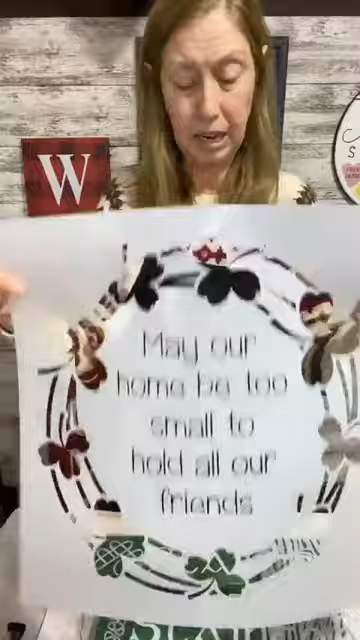 W
May our
home be too
small to
hold all our
friends